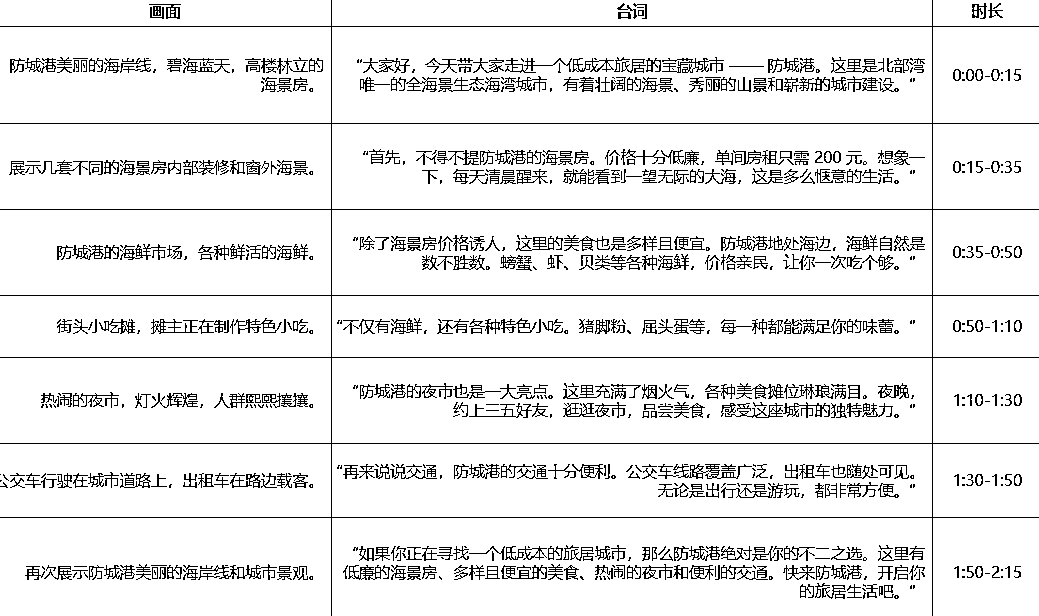 画面 台词 时长
防城港美丽的海岸线，碧海蓝天，高楼林立的
海景房。
“大家好，今天带大家走进一个低成本旅居的宝藏城市 —— 防城港。这里是北部湾
唯一的全海景生态海湾城市，有着壮阔的海景、秀丽的山景和崭新的城市建设。”
0:00-0:15
展示几套不同的海景房内部装修和窗外海景。
“首先，不得不提防城港的海景房。价格十分低廉，单间房租只需 200 元。想象一
下，每天清晨醒来，就能看到一望无际的大海，这是多么惬意的生活。”
0:15-0:35
防城港的海鲜市场，各种鲜活的海鲜。
“除了海景房价格诱人，这里的美食也是多样且便宜。防城港地处海边，海鲜自然是
数不胜数。螃蟹、虾、贝类等各种海鲜，价格亲民，让你一次吃个够。”
0:35-0:50
街头小吃摊，摊主正在制作特色小吃。
“不仅有海鲜，还有各种特色小吃。猪脚粉、屈头蛋等，每一种都能满足你的味蕾。”
0:50-1:10
热闹的夜市，灯火辉煌，人群熙熙攘攘。
“防城港的夜市也是一大亮点。这里充满了烟火气，各种美食摊位琳琅满目。夜晚，
约上三五好友，逛逛夜市，品尝美食，感受这座城市的独特魅力。”
1:10-1:30
公交车行驶在城市道路上，出租车在路边载客。
“再来说说交通，防城港的交通十分便利。公交车线路覆盖广泛，出租车也随处可见。
无论是出行还是游玩，都非常方便。”
1:30-1:50
再次展示防城港美丽的海岸线和城市景观。
“如果你正在寻找一个低成本的旅居城市，那么防城港绝对是你的不二之选。这里有
低廉的海景房、多样且便宜的美食、热闹的夜市和便利的交通。快来防城港，开启你
的旅居生活吧。”
1:50-2:15